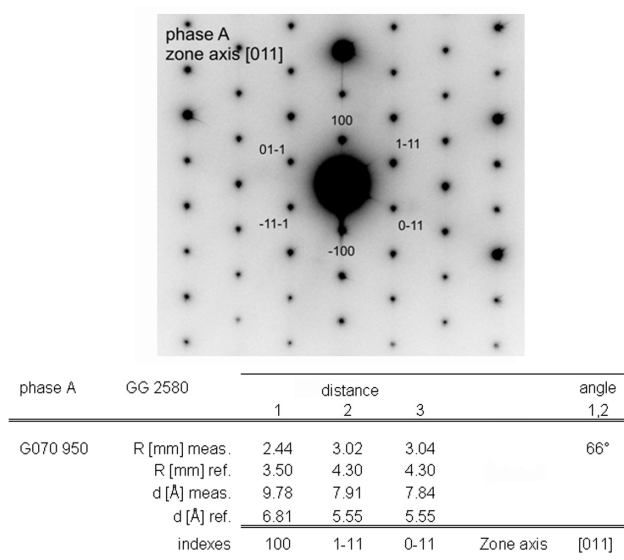 phase A
zone axis [011]
100
01-1 1-11
-11-1 0-11
-100
phase A GG 2580 distance angle
1 2 3 1,2
G070 950 R [mm] meas. 2.44 3.02 3.04 66°
R [mm] ref. 3.50 4.30 4.30
d [Å] meas. 9.78 7.91 7.84
d [Å] ref. 6.81 5.55 5.55
indexes 100 1-11 0-11 Zone axis [011]